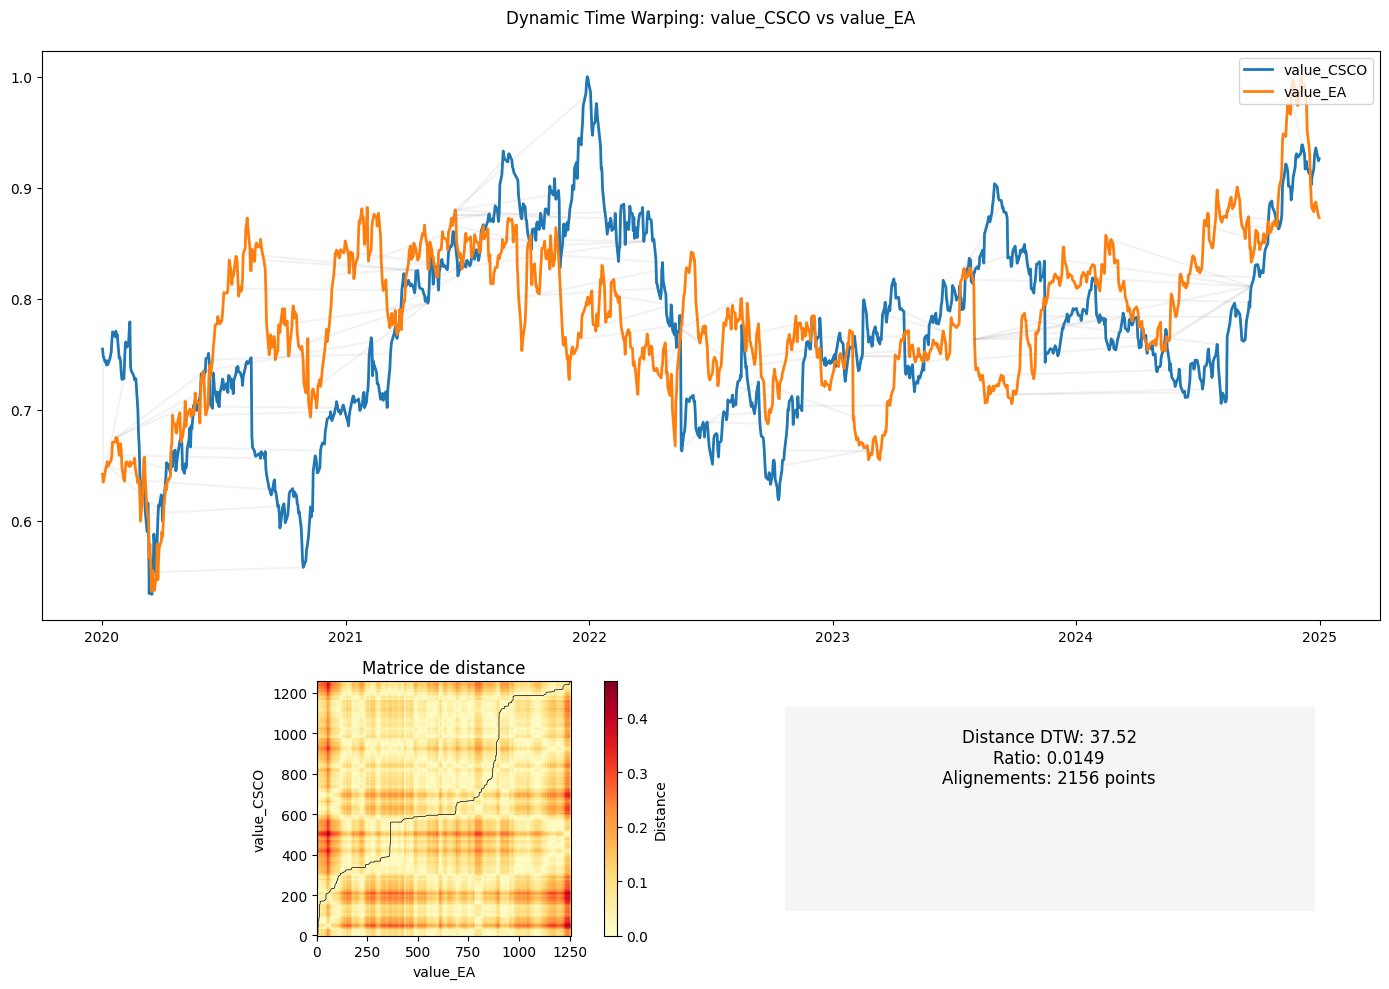 Dynamic Time Warping: value_CSCO vs value_EA
value_CSCO
value_EA
1.0
0.9
0.8
0.7
0.6
2020 2021 2022 2023 2024 2025
Matrice de distance
value_CSCO
1200
1000
800
600
400
200
0
0 250 500 750 1000 1250
value_EA
0.4
0.3
0.2
0.1
0.0
Distance
Distance DTW: 37.52
Ratio: 0.0149
Alignements: 2156 points